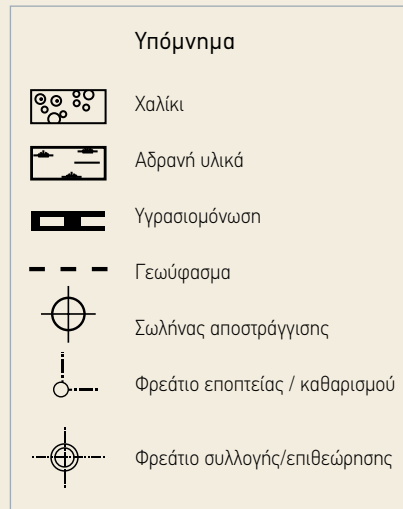 Υπόμνημα
Χαλίκι
Αδρανή υλικά
Υγρασιομόνωση
Γεωύφασμα
Σωλήνας αποστράγγισης
Φρεάτιο εποπτείας / καθαρισμού
Φρεάτιο συλλογής/επιθεώρησης